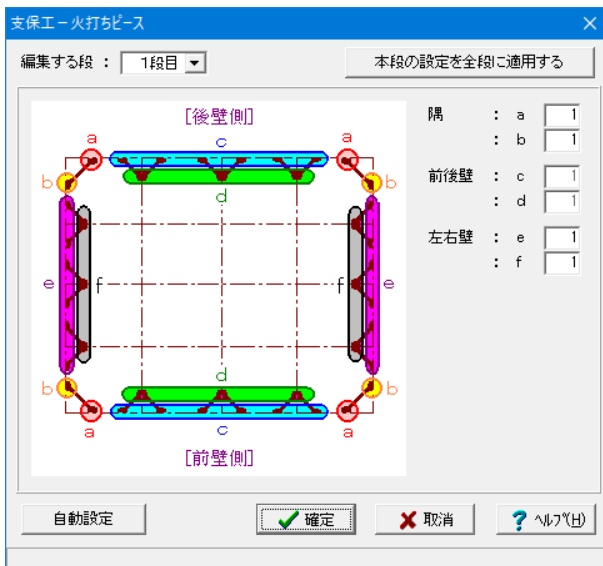 支保工－火打ちピース
編集する段 : 1段目 本段の設定を全段に適用する
[後壁側]
a c a
b b
d
e f f e
d
b b
a c a
[前壁側]
隅 : a 1
: b 1
前後壁 : c 1
: d 1
左右壁 : e 1
: f 1
自動設定 確定 取消 ヘルプ(H)